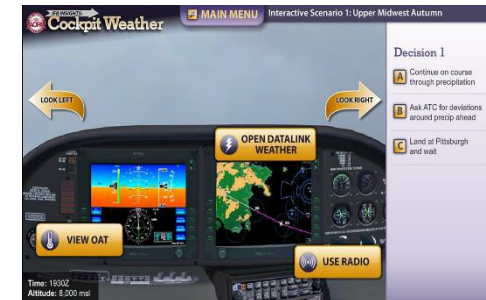 IFR INSIGHTS
Cockpit Weather
MAIN MENU
Interactive Scenario 1: Upper Midwest Autumn
Decision 1
A Continue on course
through precipitation
B Ask ATC for deviations
around precip ahead
C Land at Pittsburgh
and wait
LOOK LEFT
LOOK RIGHT
OPEN DATALINK
WEATHER
VIEW OAT
USE RADIO
Time: 1930Z
Altitude: 8,000 msl